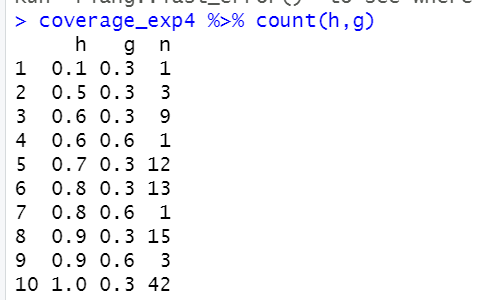 > coverage_exp4 %>% count(h,g)
h g n
1 0.1 0.3 1
2 0.5 0.3 3
3 0.6 0.3 9
4 0.6 0.6 1
5 0.7 0.3 12
6 0.8 0.3 13
7 0.8 0.6 1
8 0.9 0.3 15
9 0.9 0.6 3
10 1.0 0.3 42